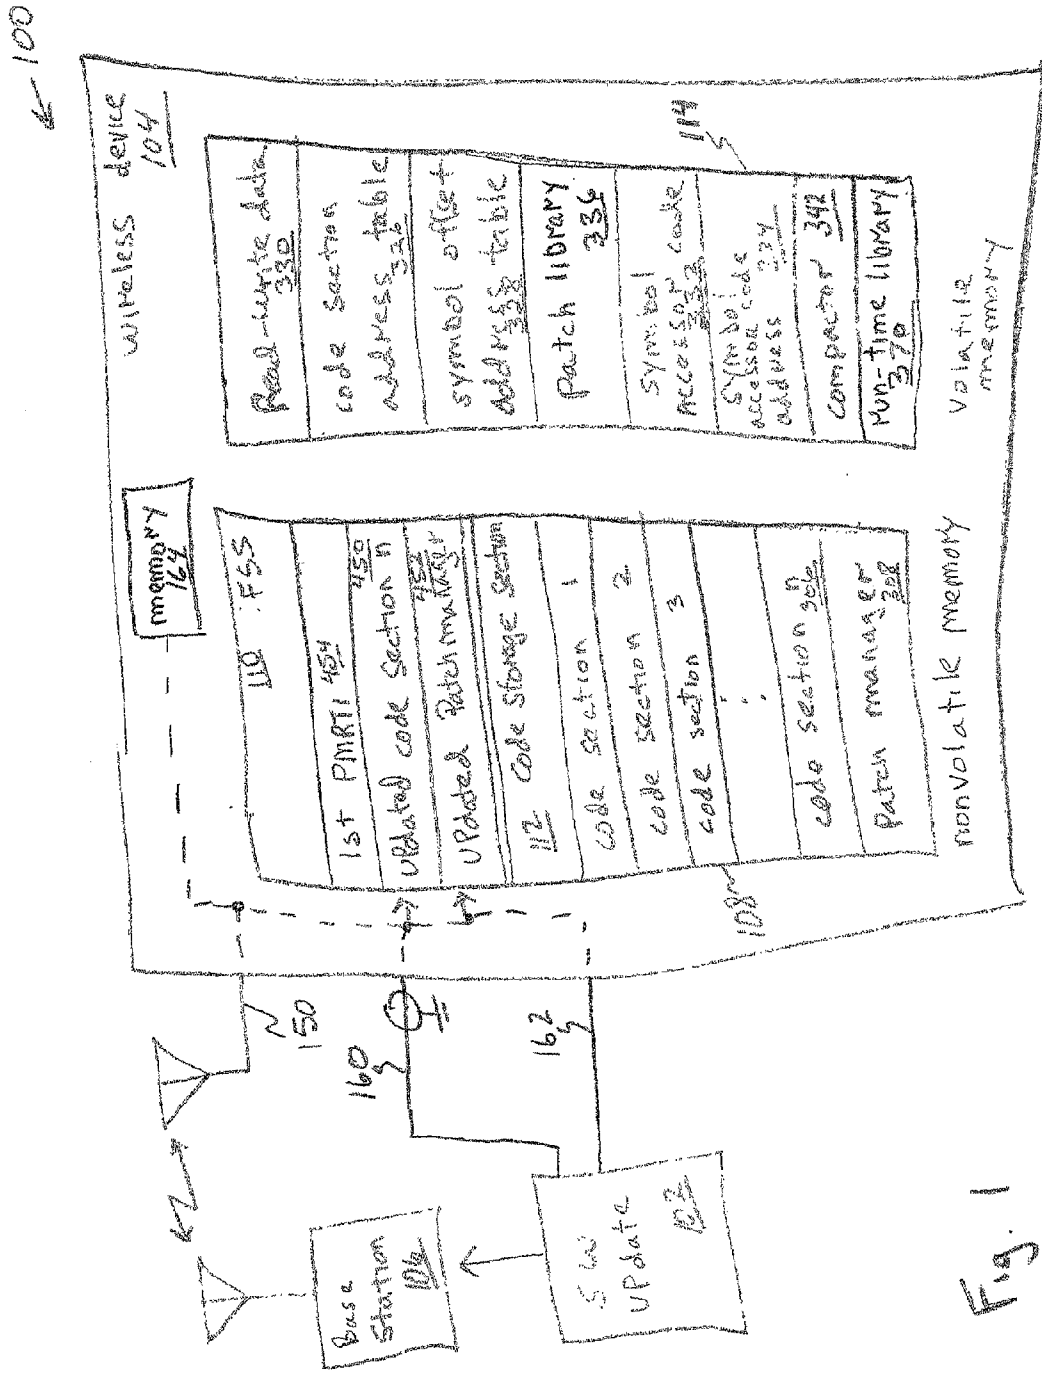 100
wireless device
104
memory
164
110 FSS
1st PMRTI 454
450
updated code section n
452
updated Patch manager
112 code storage section
code section 1
code section 2
code section 3
code section n
306
Patch manager
308
108
nonvolatile memory
Read-write data
330
code section
address table
326
symbol offset
address table
328
Patch library
336
symbol
accessor code
332
symbol
accessor code
address 334
compactor 342
run-time library
370
114
volatile
memory
150
160
162
Base
Station
106
SW
UPdate
102
Fig. 1